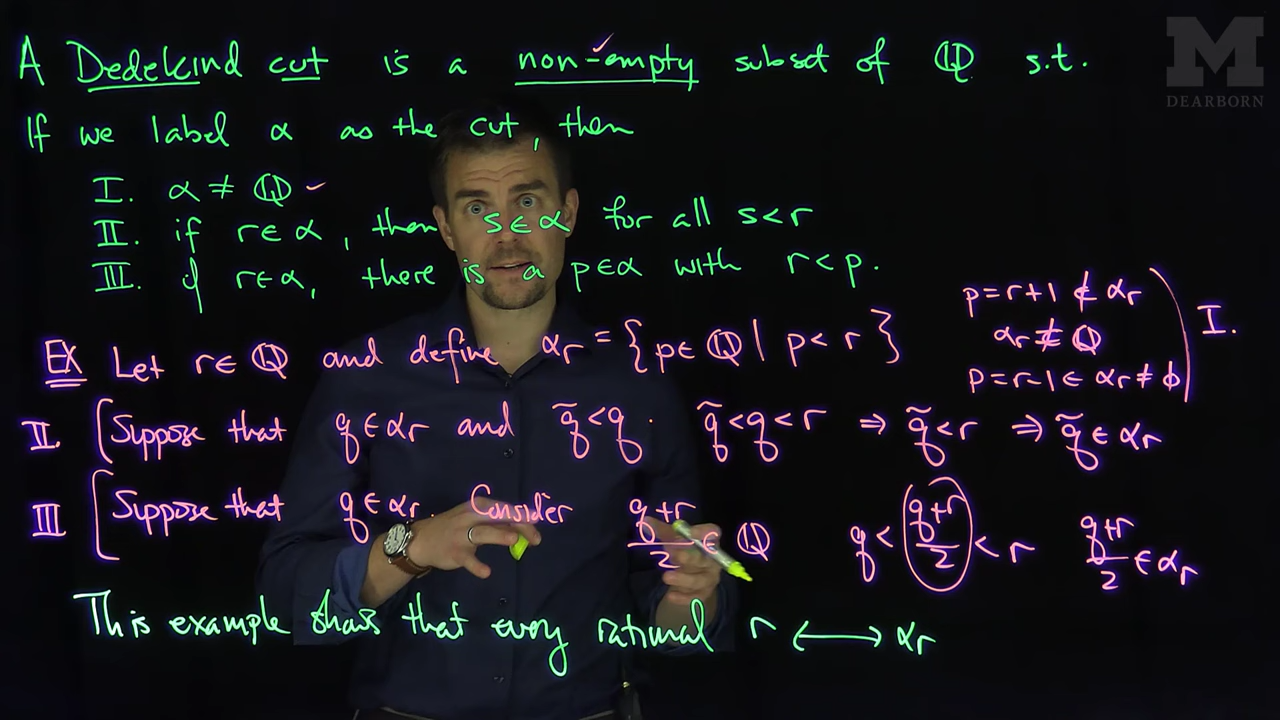 A Dedekind cut is a non-empty subset of ℚ s.t.
M
DEARBORN
If we label α as the cut, then
I. α ≠ ℚ ✓
II. if r ∈ α, then s ∈ α for all s < r
III. if r ∈ α, there is a p ∈ α with r < p.
p = r + 1 ∉ αr
αr ≠ ℚ
p = r - 1 ∈ αr ≠ ϕ
I.
EX Let r ∈ ℚ and define αr = { p ∈ ℚ | p < r }
II. Suppose that q ∈ αr and q̃ < q. q̃ < q < r ⇒ q̃ < r ⇒ q̃ ∈ αr
III Suppose that q ∈ αr. Consider (q+r)/2 ∈ ℚ q < (q+r)/2 < r (q+r)/2 ∈ αr
This example shows that every rational r ⟷ αr